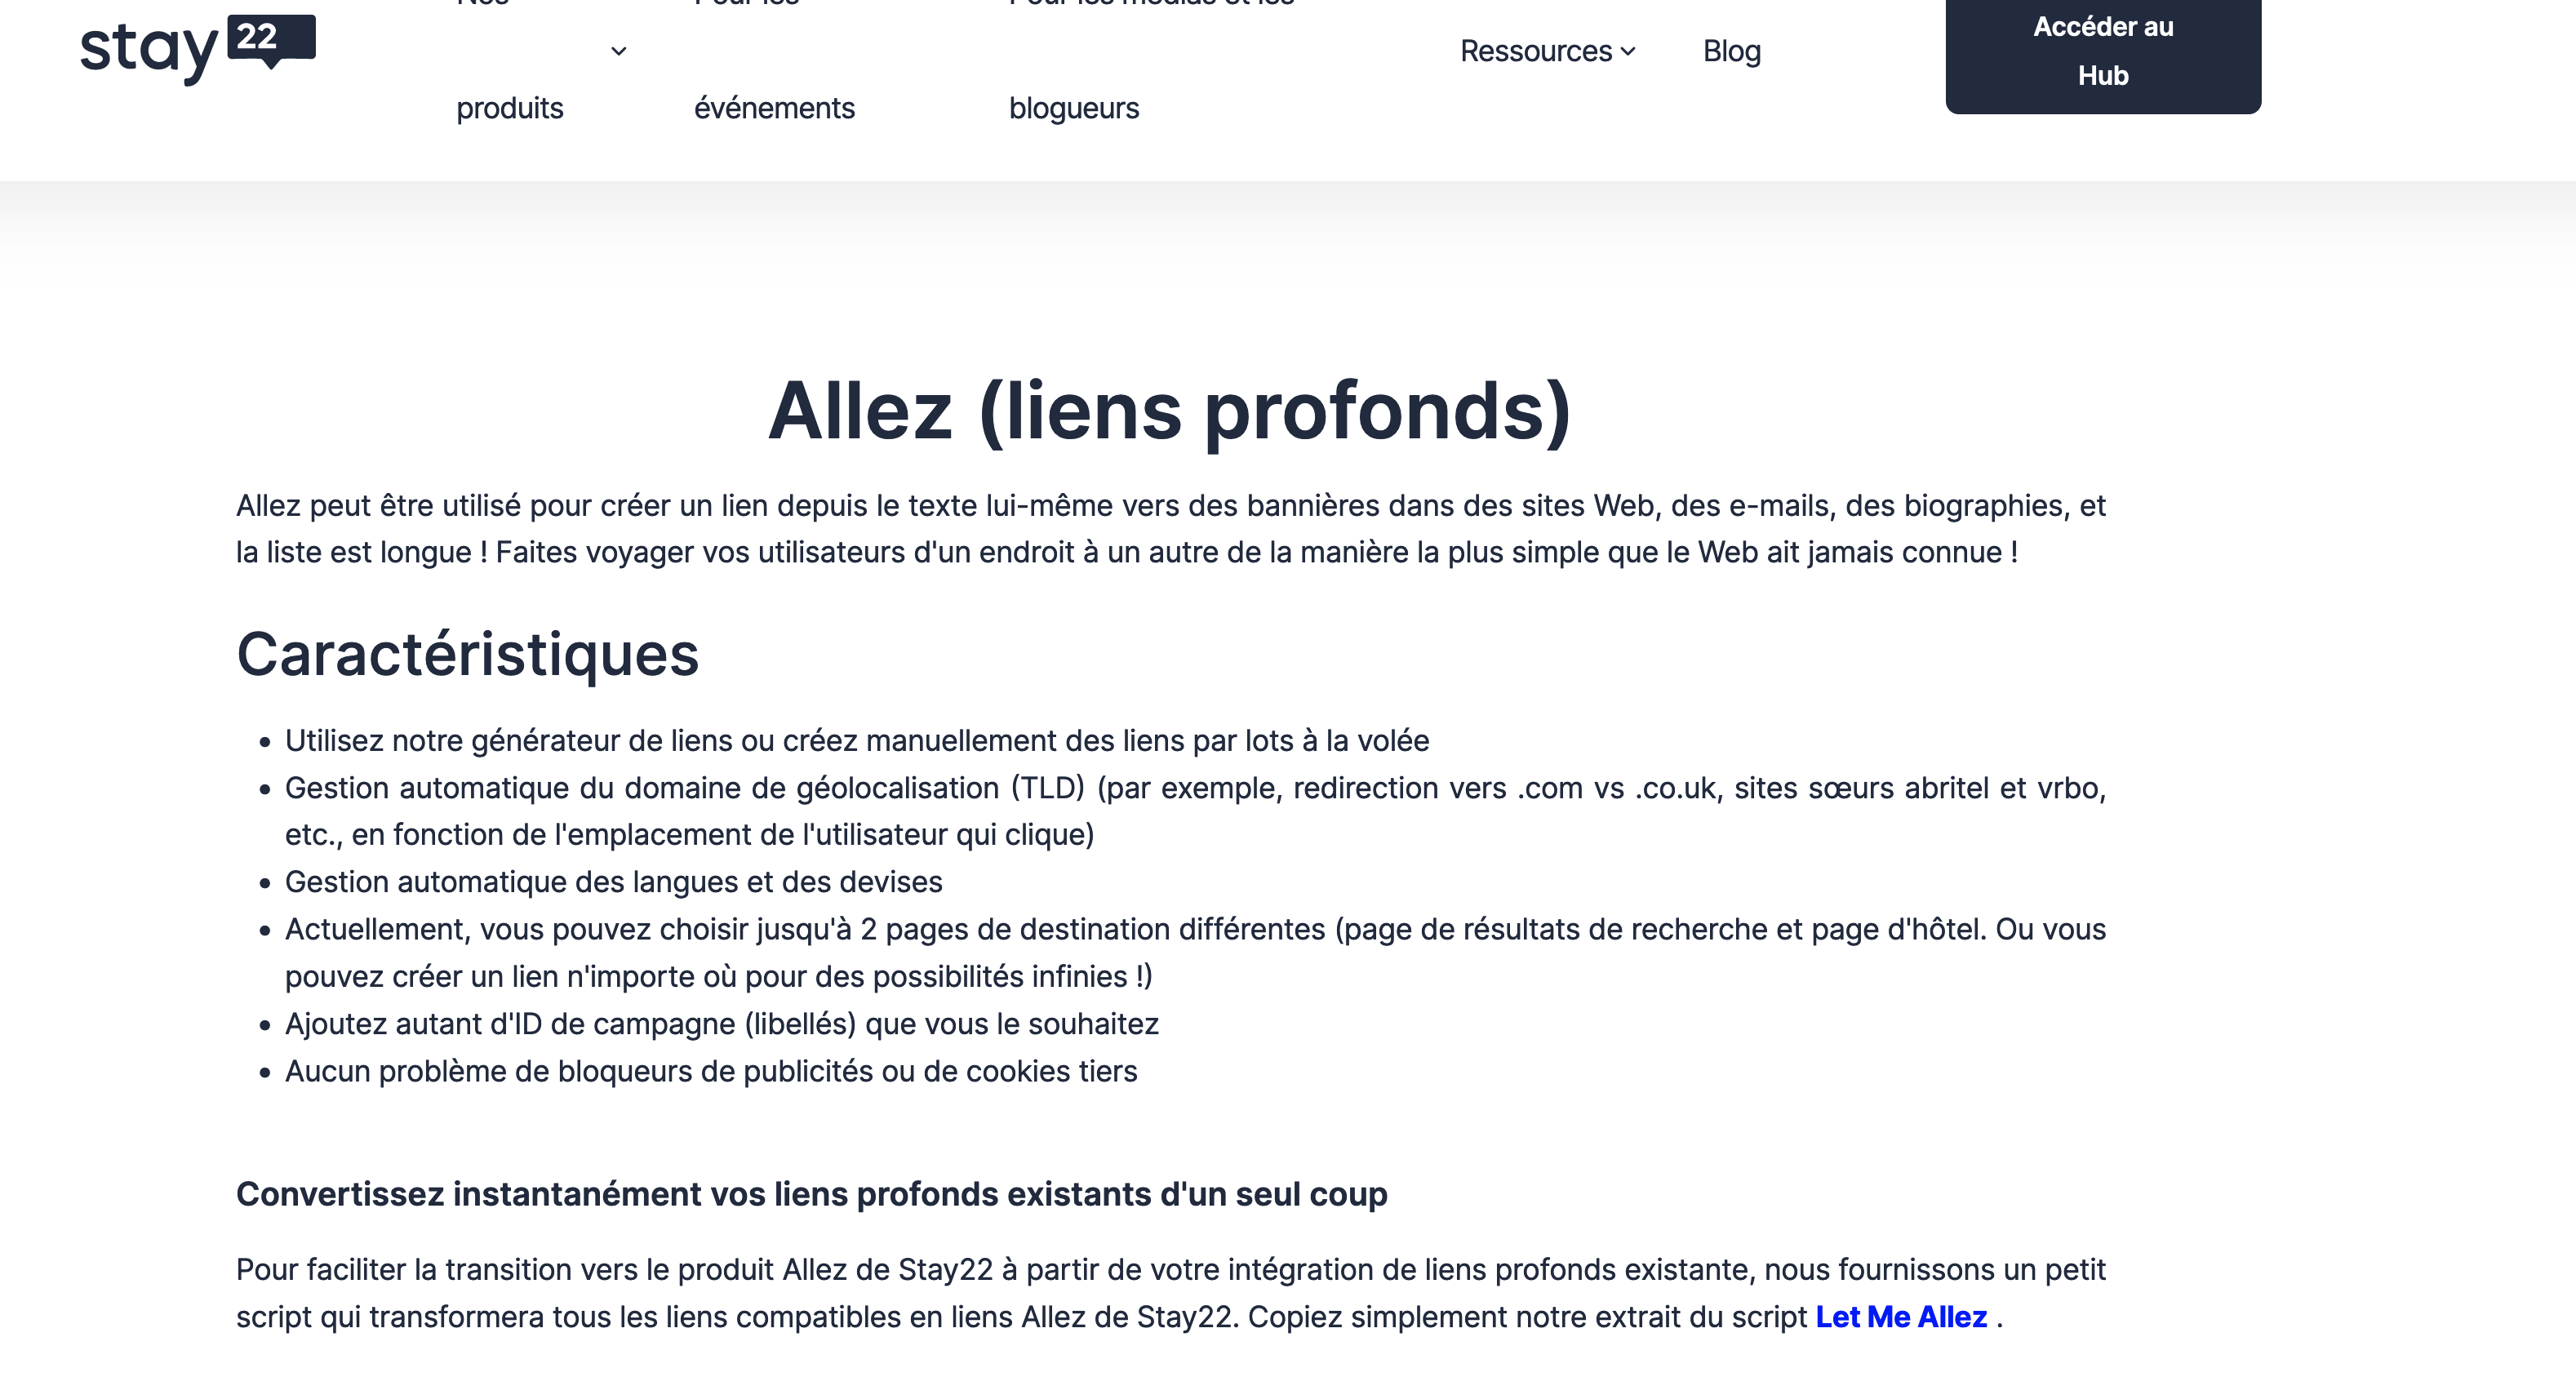 stay 22
produits
événements
blogueurs
Ressources
Blog
Accéder au
Hub
Allez (liens profonds)
Allez peut être utilisé pour créer un lien depuis le texte lui-même vers des bannières dans des sites Web, des e-mails, des biographies, et
la liste est longue ! Faites voyager vos utilisateurs d'un endroit à un autre de la manière la plus simple que le Web ait jamais connue !
Caractéristiques
• Utilisez notre générateur de liens ou créez manuellement des liens par lots à la volée
• Gestion automatique du domaine de géolocalisation (TLD) (par exemple, redirection vers .com vs .co.uk, sites sœurs abritel et vrbo,
etc., en fonction de l'emplacement de l'utilisateur qui clique)
• Gestion automatique des langues et des devises
• Actuellement, vous pouvez choisir jusqu'à 2 pages de destination différentes (page de résultats de recherche et page d'hôtel. Ou vous
pouvez créer un lien n'importe où pour des possibilités infinies !)
• Ajoutez autant d'ID de campagne (libellés) que vous le souhaitez
• Aucun problème de bloqueurs de publicités ou de cookies tiers
Convertissez instantanément vos liens profonds existants d'un seul coup
Pour faciliter la transition vers le produit Allez de Stay22 à partir de votre intégration de liens profonds existante, nous fournissons un petit
script qui transformera tous les liens compatibles en liens Allez de Stay22. Copiez simplement notre extrait du script Let Me Allez .